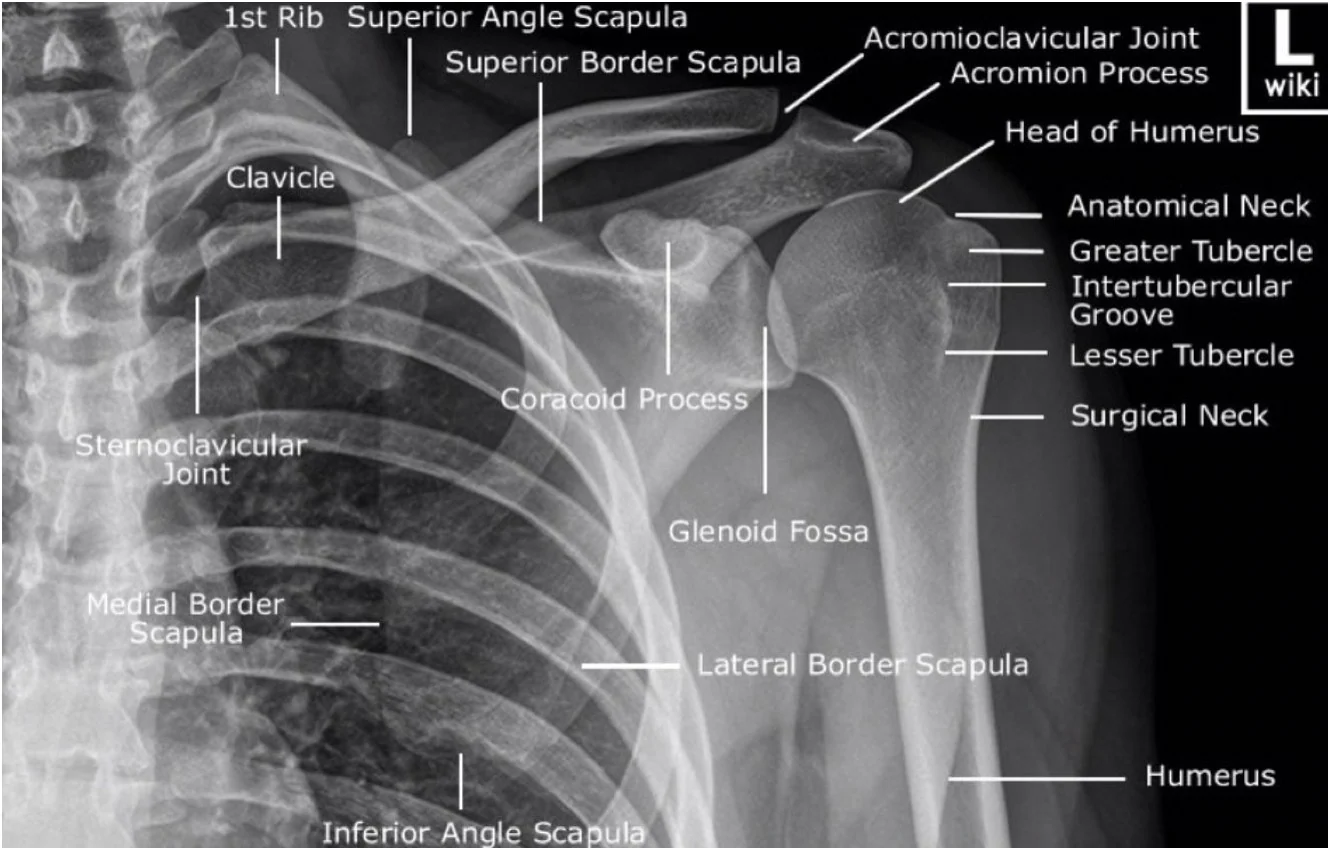 1st Rib
Superior Angle Scapula
Superior Border Scapula
Acromioclavicular Joint
Acromion Process
L
wiki
Head of Humerus
Clavicle
Anatomical Neck
Greater Tubercle
Intertubercular
Groove
Lesser Tubercle
Coracoid Process
Surgical Neck
Sternoclavicular
Joint
Glenoid Fossa
Medial Border
Scapula
Lateral Border Scapula
Humerus
Inferior Angle Scapula